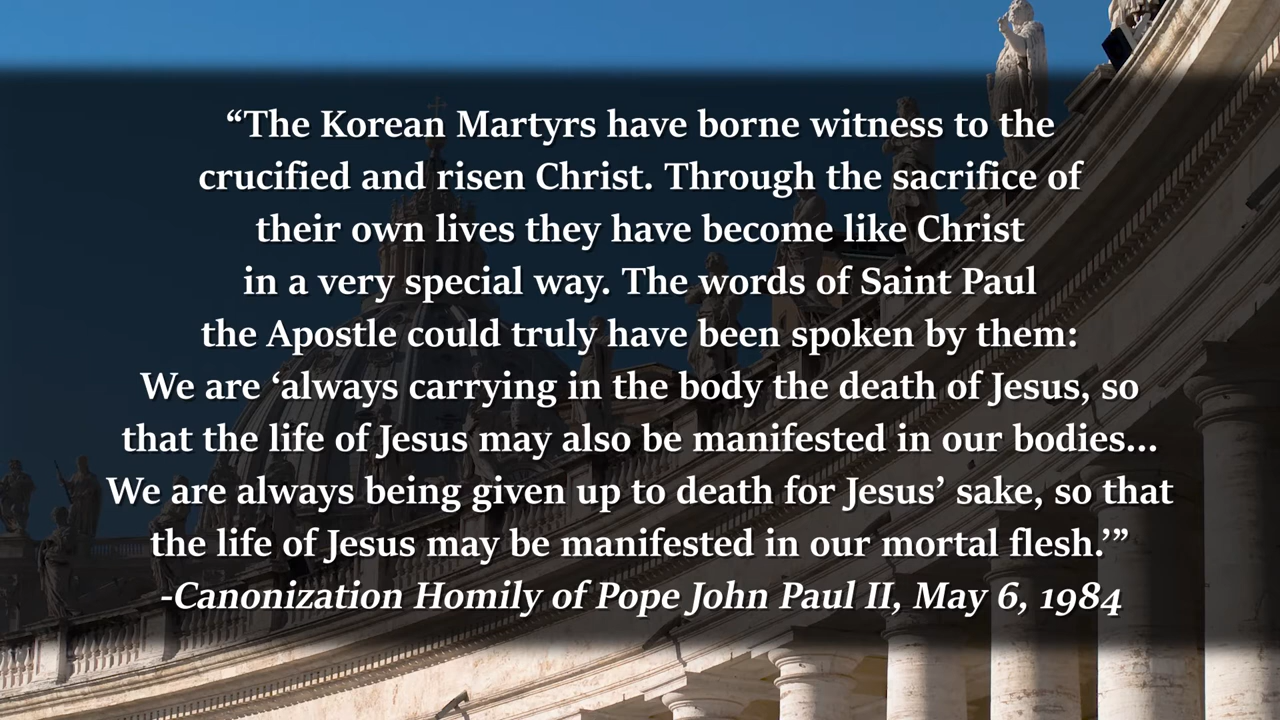 “The Korean Martyrs have borne witness to the
crucified and risen Christ. Through the sacrifice of
their own lives they have become like Christ
in a very special way. The words of Saint Paul
the Apostle could truly have been spoken by them:
We are ‘always carrying in the body the death of Jesus, so
that the life of Jesus may also be manifested in our bodies...
We are always being given up to death for Jesus’ sake, so that
the life of Jesus may be manifested in our mortal flesh.’”
-Canonization Homily of Pope John Paul II, May 6, 1984